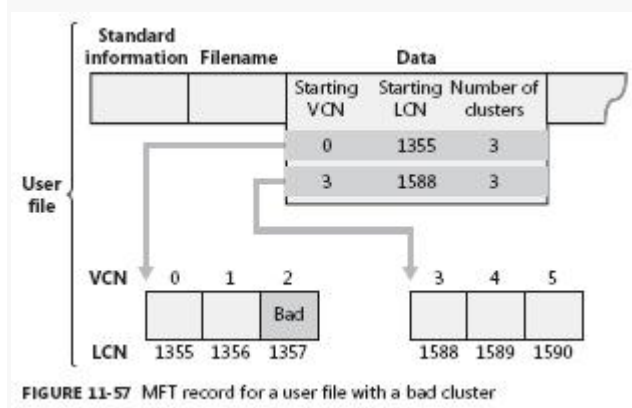 Standard
information Filename Data
Starting Starting Number of
VCN LCN clusters
0 1355 3
3 1588 3
User
file
VCN 0 1 2 3 4 5
Bad
LCN 1355 1356 1357 1588 1589 1590
FIGURE 11-57 MFT record for a user file with a bad cluster